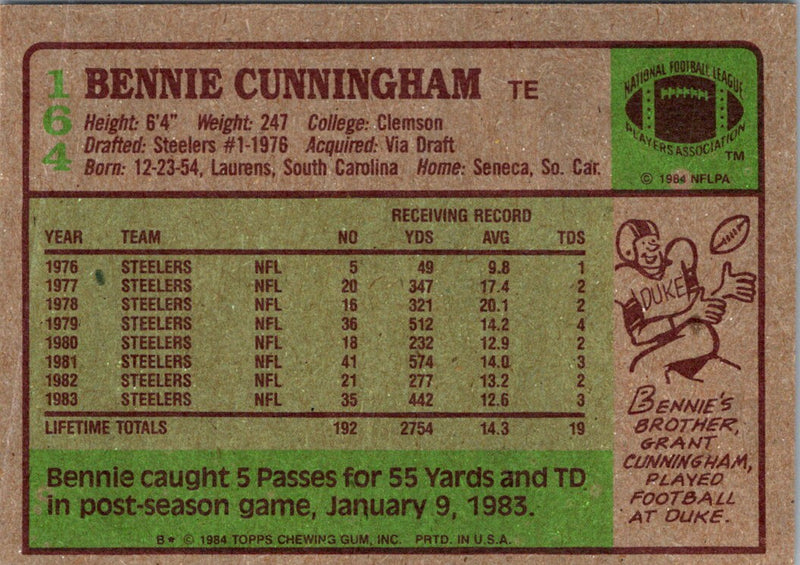 164
BENNIE CUNNINGHAM TE
Height: 6'4" Weight: 247 College: Clemson
Drafted: Steelers #1-1976 Acquired: Via Draft
Born: 12-23-54, Laurens, South Carolina Home: Seneca, So. Car.
NATIONAL FOOTBALL LEAGUE
PLAYERS ASSOCIATION
TM
© 1984 NFLPA
RECEIVING RECORD
YEAR TEAM NO YDS AVG TDS
1976 STEELERS NFL 5 49 9.8 1
1977 STEELERS NFL 20 347 17.4 2
1978 STEELERS NFL 16 321 20.1 2
1979 STEELERS NFL 36 512 14.2 4
1980 STEELERS NFL 18 232 12.9 2
1981 STEELERS NFL 41 574 14.0 3
1982 STEELERS NFL 21 277 13.2 2
1983 STEELERS NFL 35 442 12.6 3
LIFETIME TOTALS 192 2754 14.3 19
DUKE
BENNIE'S
BROTHER,
GRANT
CUNNINGHAM,
PLAYED
FOOTBALL
AT DUKE.
Bennie caught 5 Passes for 55 Yards and TD
in post-season game, January 9, 1983.
B* © 1984 TOPPS CHEWING GUM, INC. PRTD. IN U.S.A.